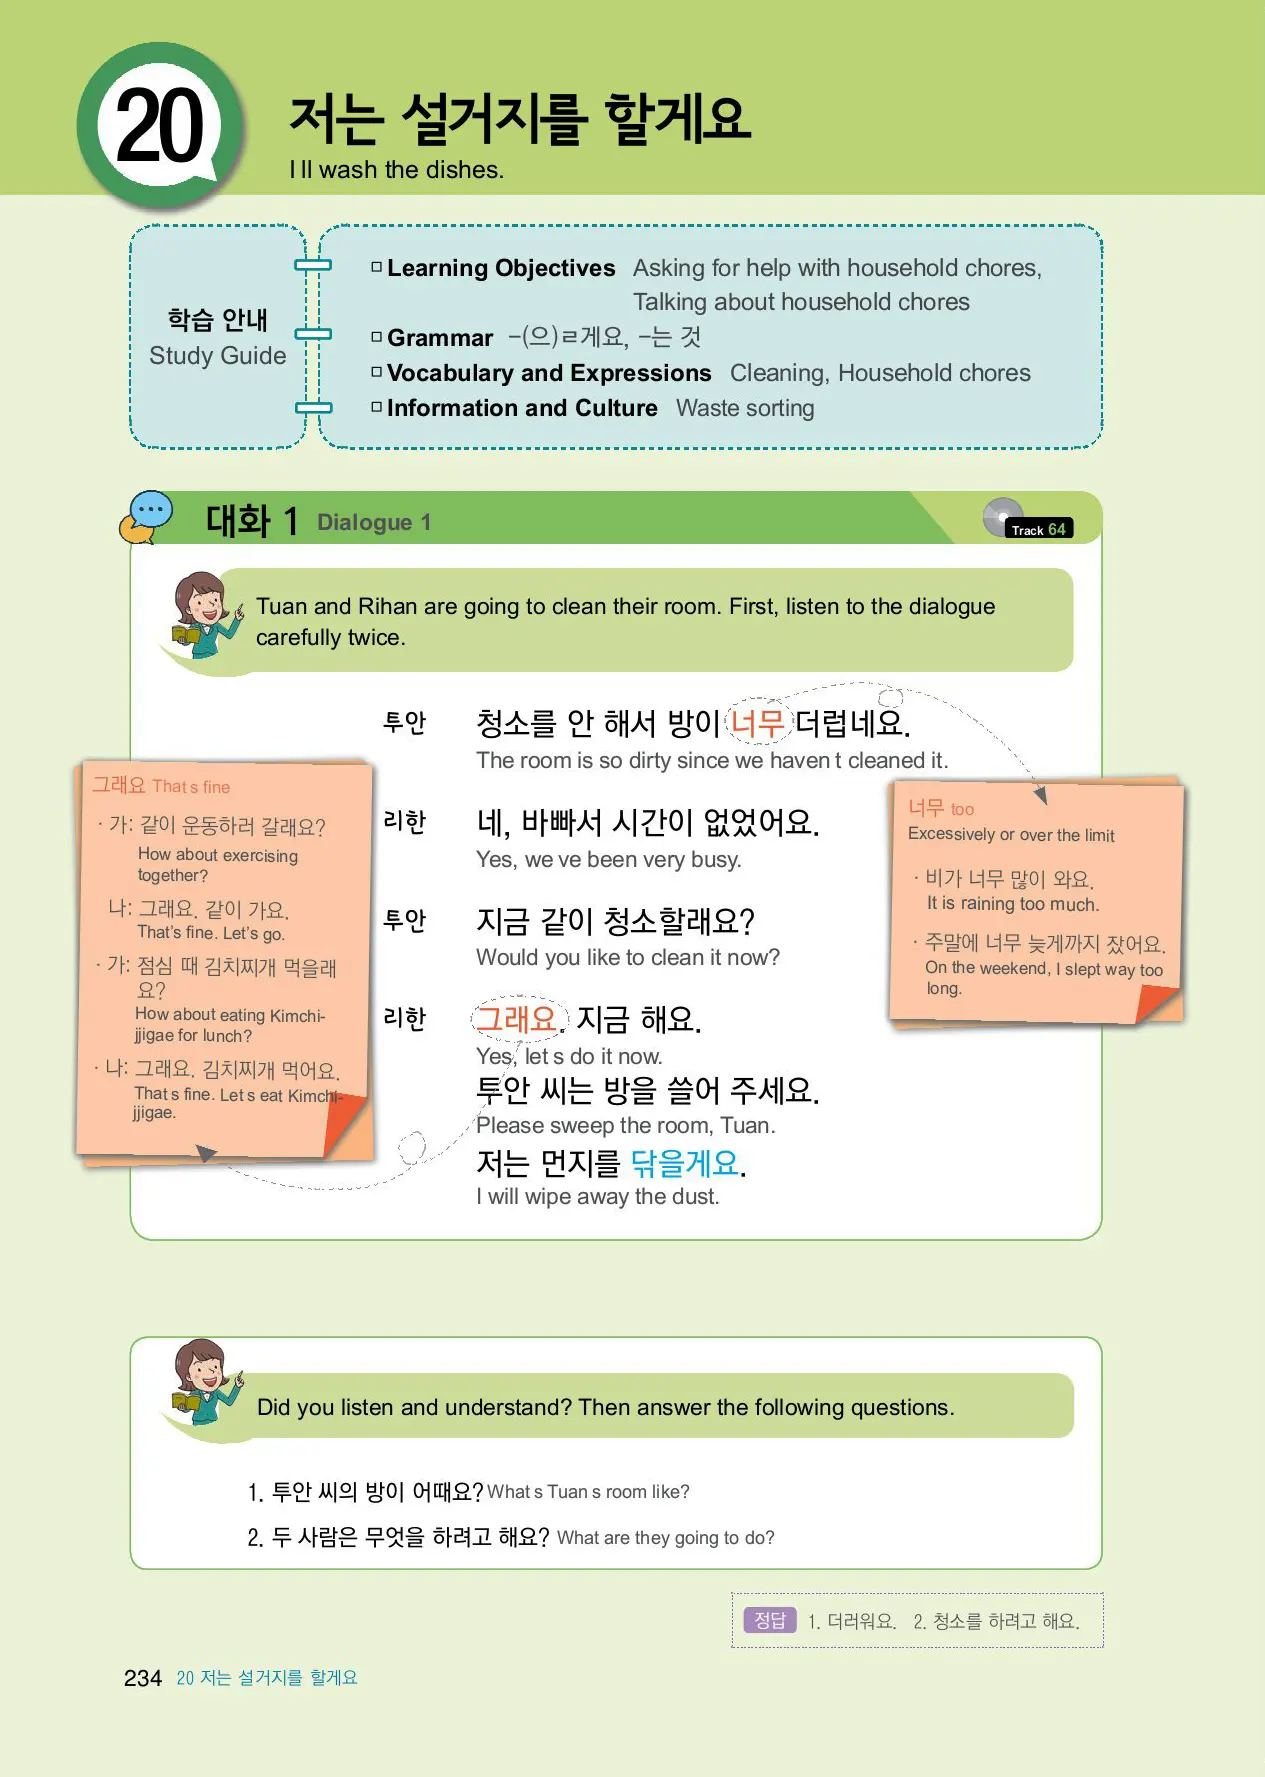 20
저는 설거지를 할게요
I ll wash the dishes.
학습 안내
Study Guide
Learning Objectives Asking for help with household chores,
Talking about household chores
Grammar -(으)ㄹ게요, -는 것
Vocabulary and Expressions Cleaning, Household chores
Information and Culture Waste sorting
대화 1 Dialogue 1
Track 64
Tuan and Rihan are going to clean their room. First, listen to the dialogue
carefully twice.
투안 청소를 안 해서 방이 너무 더럽네요.
The room is so dirty since we haven t cleaned it.
리한 네, 바빠서 시간이 없었어요.
Yes, we ve been very busy.
투안 지금 같이 청소할래요?
Would you like to clean it now?
리한 그래요. 지금 해요.
Yes, let s do it now.
투안 씨는 방을 쓸어 주세요.
Please sweep the room, Tuan.
저는 먼지를 닦을게요.
I will wipe away the dust.
그래요 That s fine
· 가: 같이 운동하러 갈래요?
How about exercising
together?
나: 그래요. 같이 가요.
That's fine. Let's go.
· 가: 점심 때 김치찌개 먹을래
요?
How about eating Kimchi-
jjigae for lunch?
· 나: 그래요. 김치찌개 먹어요.
That s fine. Let s eat Kimchi-
jjigae.
너무 too
Excessively or over the limit
· 비가 너무 많이 와요.
It is raining too much.
· 주말에 너무 늦게까지 잤어요.
On the weekend, I slept way too
long.
Did you listen and understand? Then answer the following questions.
1. 투안 씨의 방이 어때요? What s Tuan s room like?
2. 두 사람은 무엇을 하려고 해요? What are they going to do?
정답 1. 더러워요. 2. 청소를 하려고 해요.
234 20 저는 설거지를 할게요